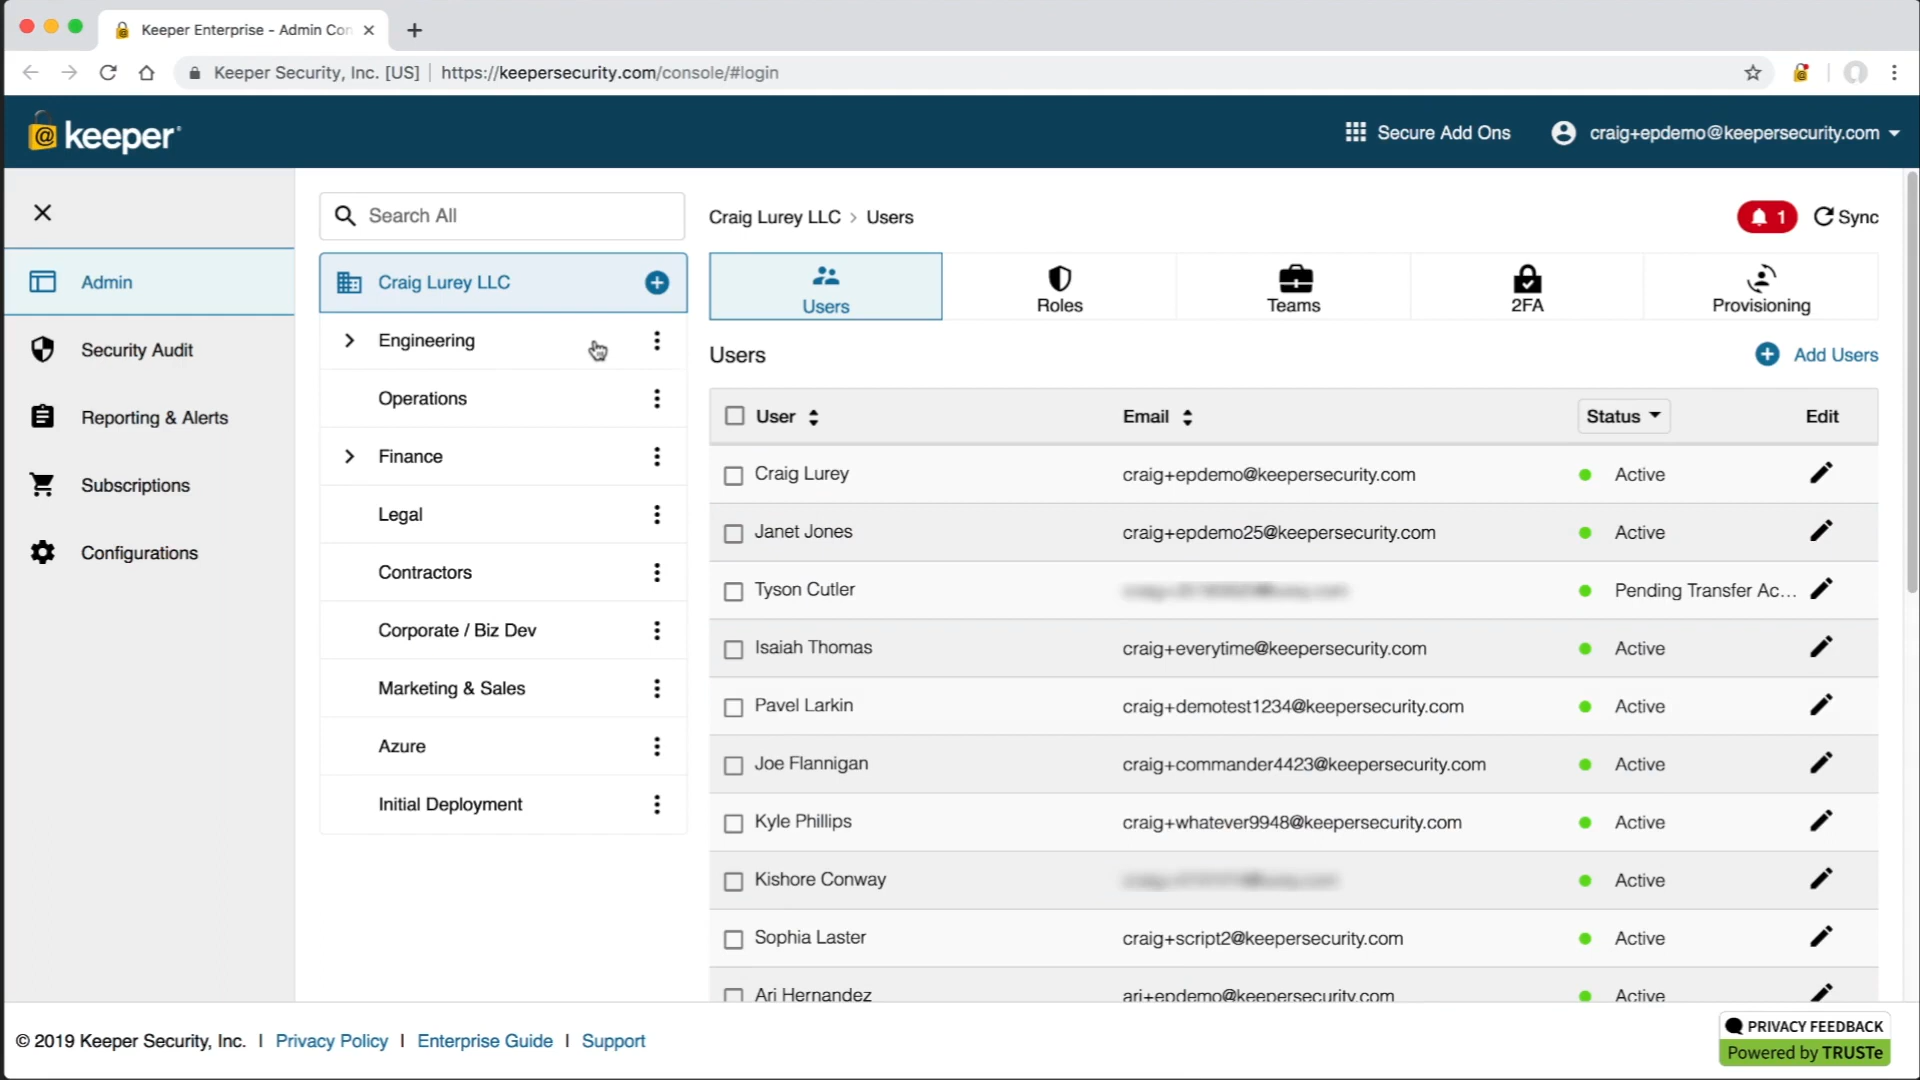 Keeper Enterprise - Admin Con
Keeper Security, Inc. [US] https://keepersecurity.com/console/#login
@ keeper
Secure Add Ons craig+epdemo@keepersecurity.com
Search All
Craig Lurey LLC > Users
1 Sync
Admin
Security Audit
Reporting & Alerts
Subscriptions
Configurations
Craig Lurey LLC
Engineering
Operations
Finance
Legal
Contractors
Corporate / Biz Dev
Marketing & Sales
Azure
Initial Deployment
Users Roles Teams 2FA Provisioning
Users Add Users
User Email Status Edit
Craig Lurey craig+epdemo@keepersecurity.com Active
Janet Jones craig+epdemo25@keepersecurity.com Active
Tyson Cutler Pending Transfer Ac...
Isaiah Thomas craig+everytime@keepersecurity.com Active
Pavel Larkin craig+demotest1234@keepersecurity.com Active
Joe Flannigan craig+commander4423@keepersecurity.com Active
Kyle Phillips craig+whatever9948@keepersecurity.com Active
Kishore Conway Active
Sophia Laster craig+script2@keepersecurity.com Active
Ari Hernandez ari+epdemo@keepersecurity.com Active
© 2019 Keeper Security, Inc. | Privacy Policy | Enterprise Guide | Support
PRIVACY FEEDBACK
Powered by TRUSTe